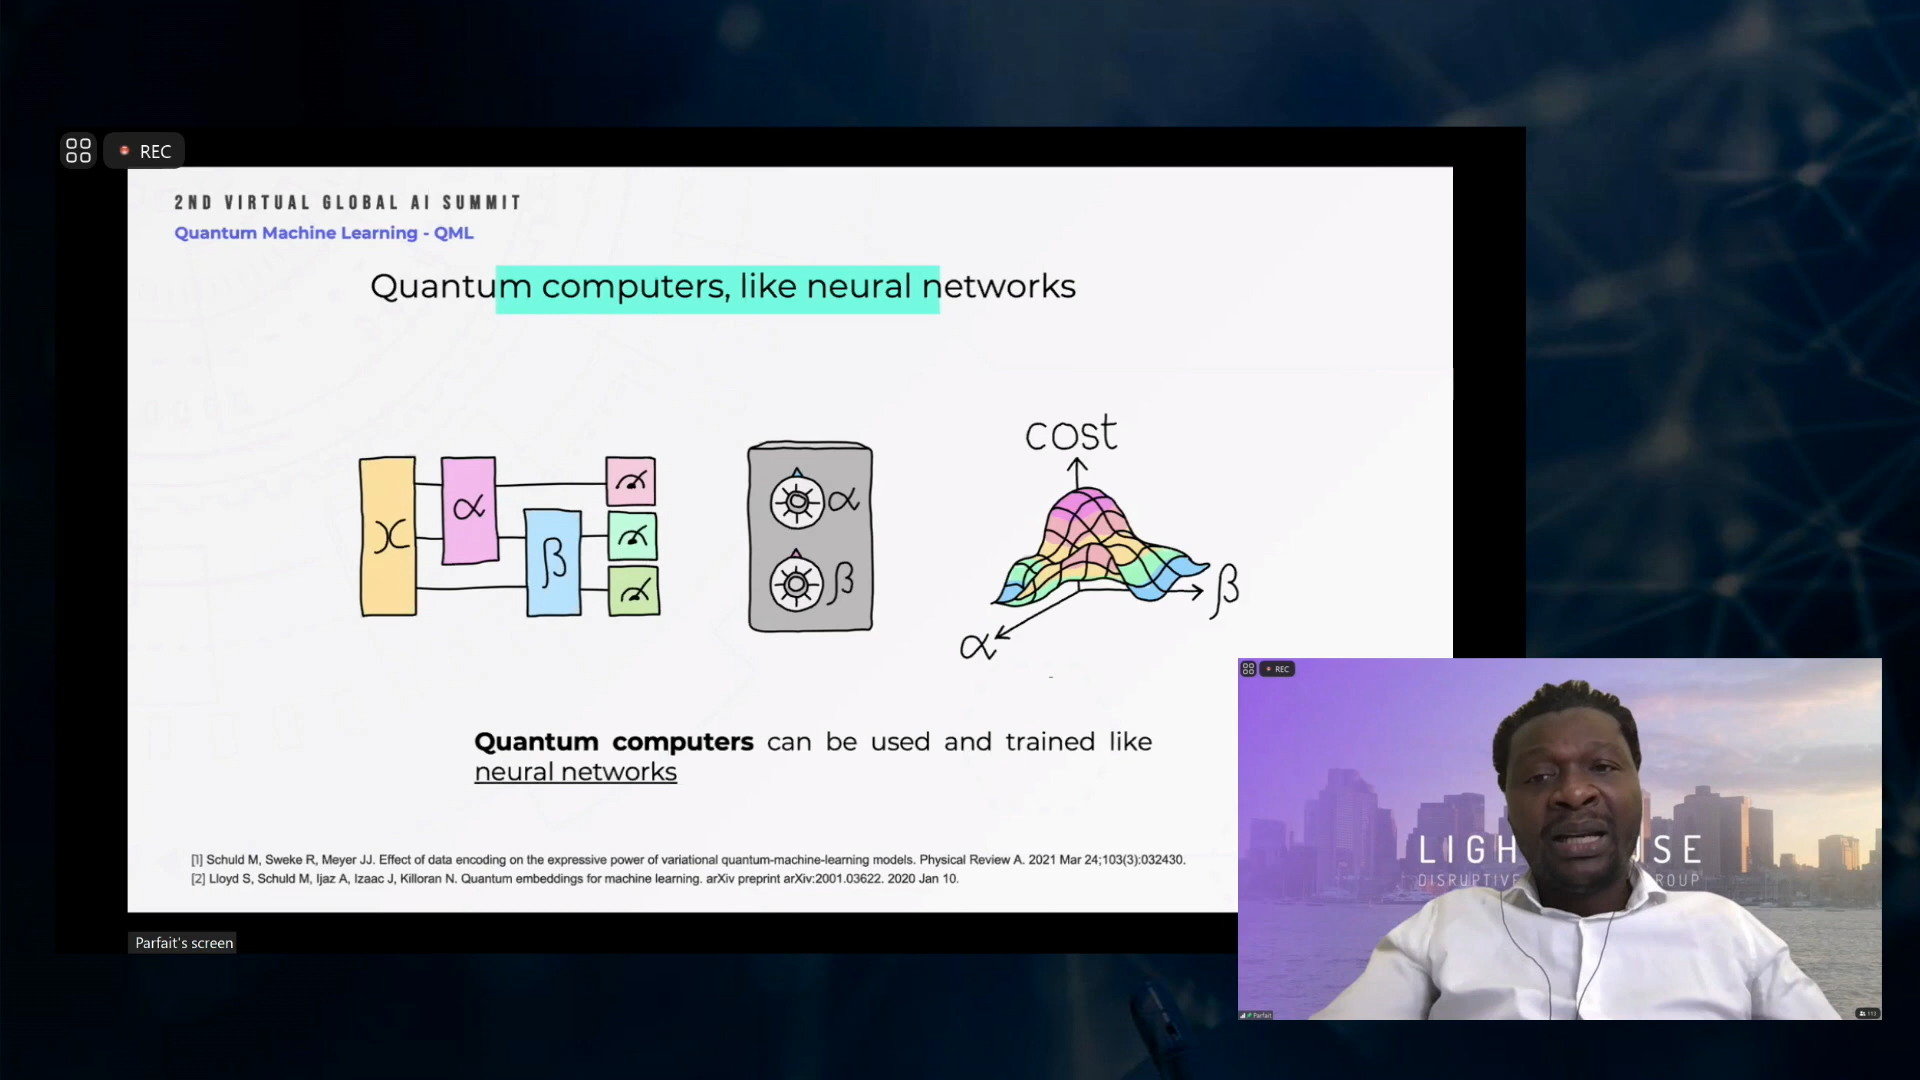 REC
2ND VIRTUAL GLOBAL AI SUMMIT
Quantum Machine Learning - QML
Quantum computers, like neural networks
cost
x
α
β
α
β
α
β
Quantum computers can be used and trained like
neural networks
[1] Schuld M, Sweke R, Meyer JJ. Effect of data encoding on the expressive power of variational quantum-machine-learning models. Physical Review A. 2021 Mar 24;103(3):032430.
[2] Lloyd S, Schuld M, Ijaz A, Izaac J, Killoran N. Quantum embeddings for machine learning. arXiv preprint arXiv:2001.03622. 2020 Jan 10.
Parfait's screen
REC
LIGH USE
DISRUPTIVE ROUP
Parfait